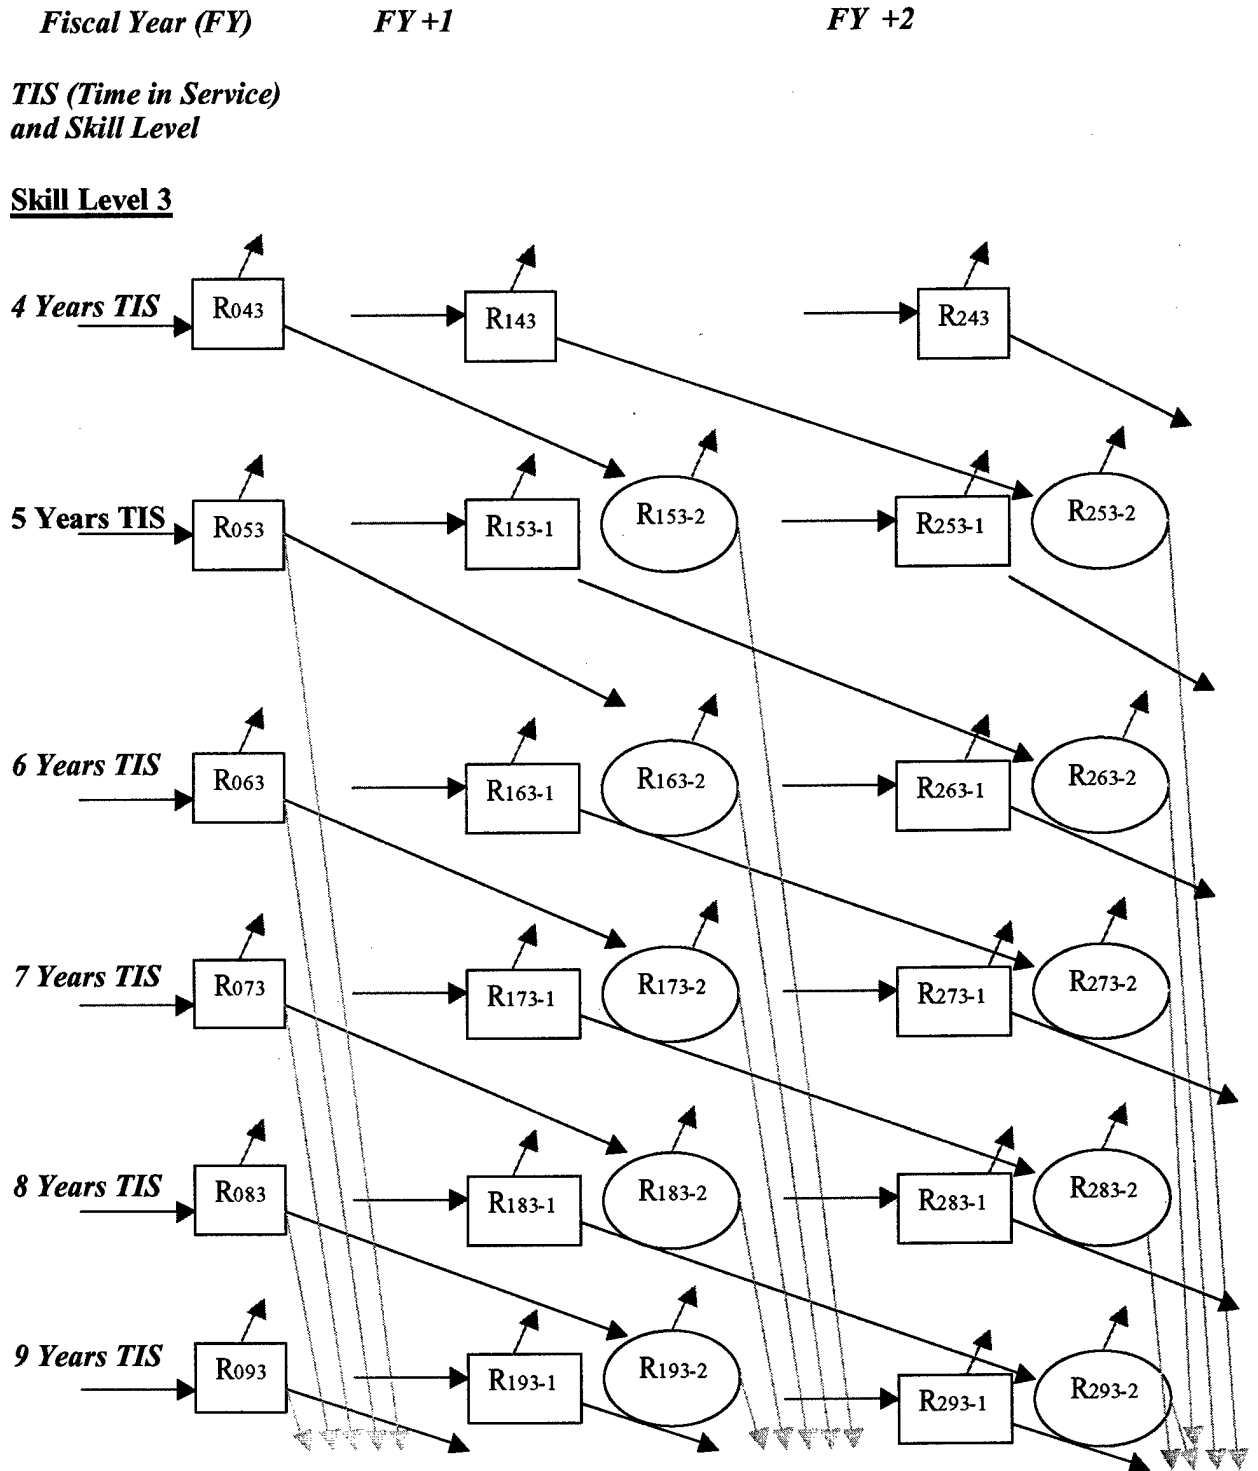 Fiscal Year (FY) FY +1 FY +2
TIS (Time in Service)
and Skill Level
Skill Level 3
4 Years TIS R043 R143 R243
5 Years TIS R053 R153-1 R153-2 R253-1 R253-2
6 Years TIS R063 R163-1 R163-2 R263-1 R263-2
7 Years TIS R073 R173-1 R173-2 R273-1 R273-2
8 Years TIS R083 R183-1 R183-2 R283-1 R283-2
9 Years TIS R093 R193-1 R193-2 R293-1 R293-2